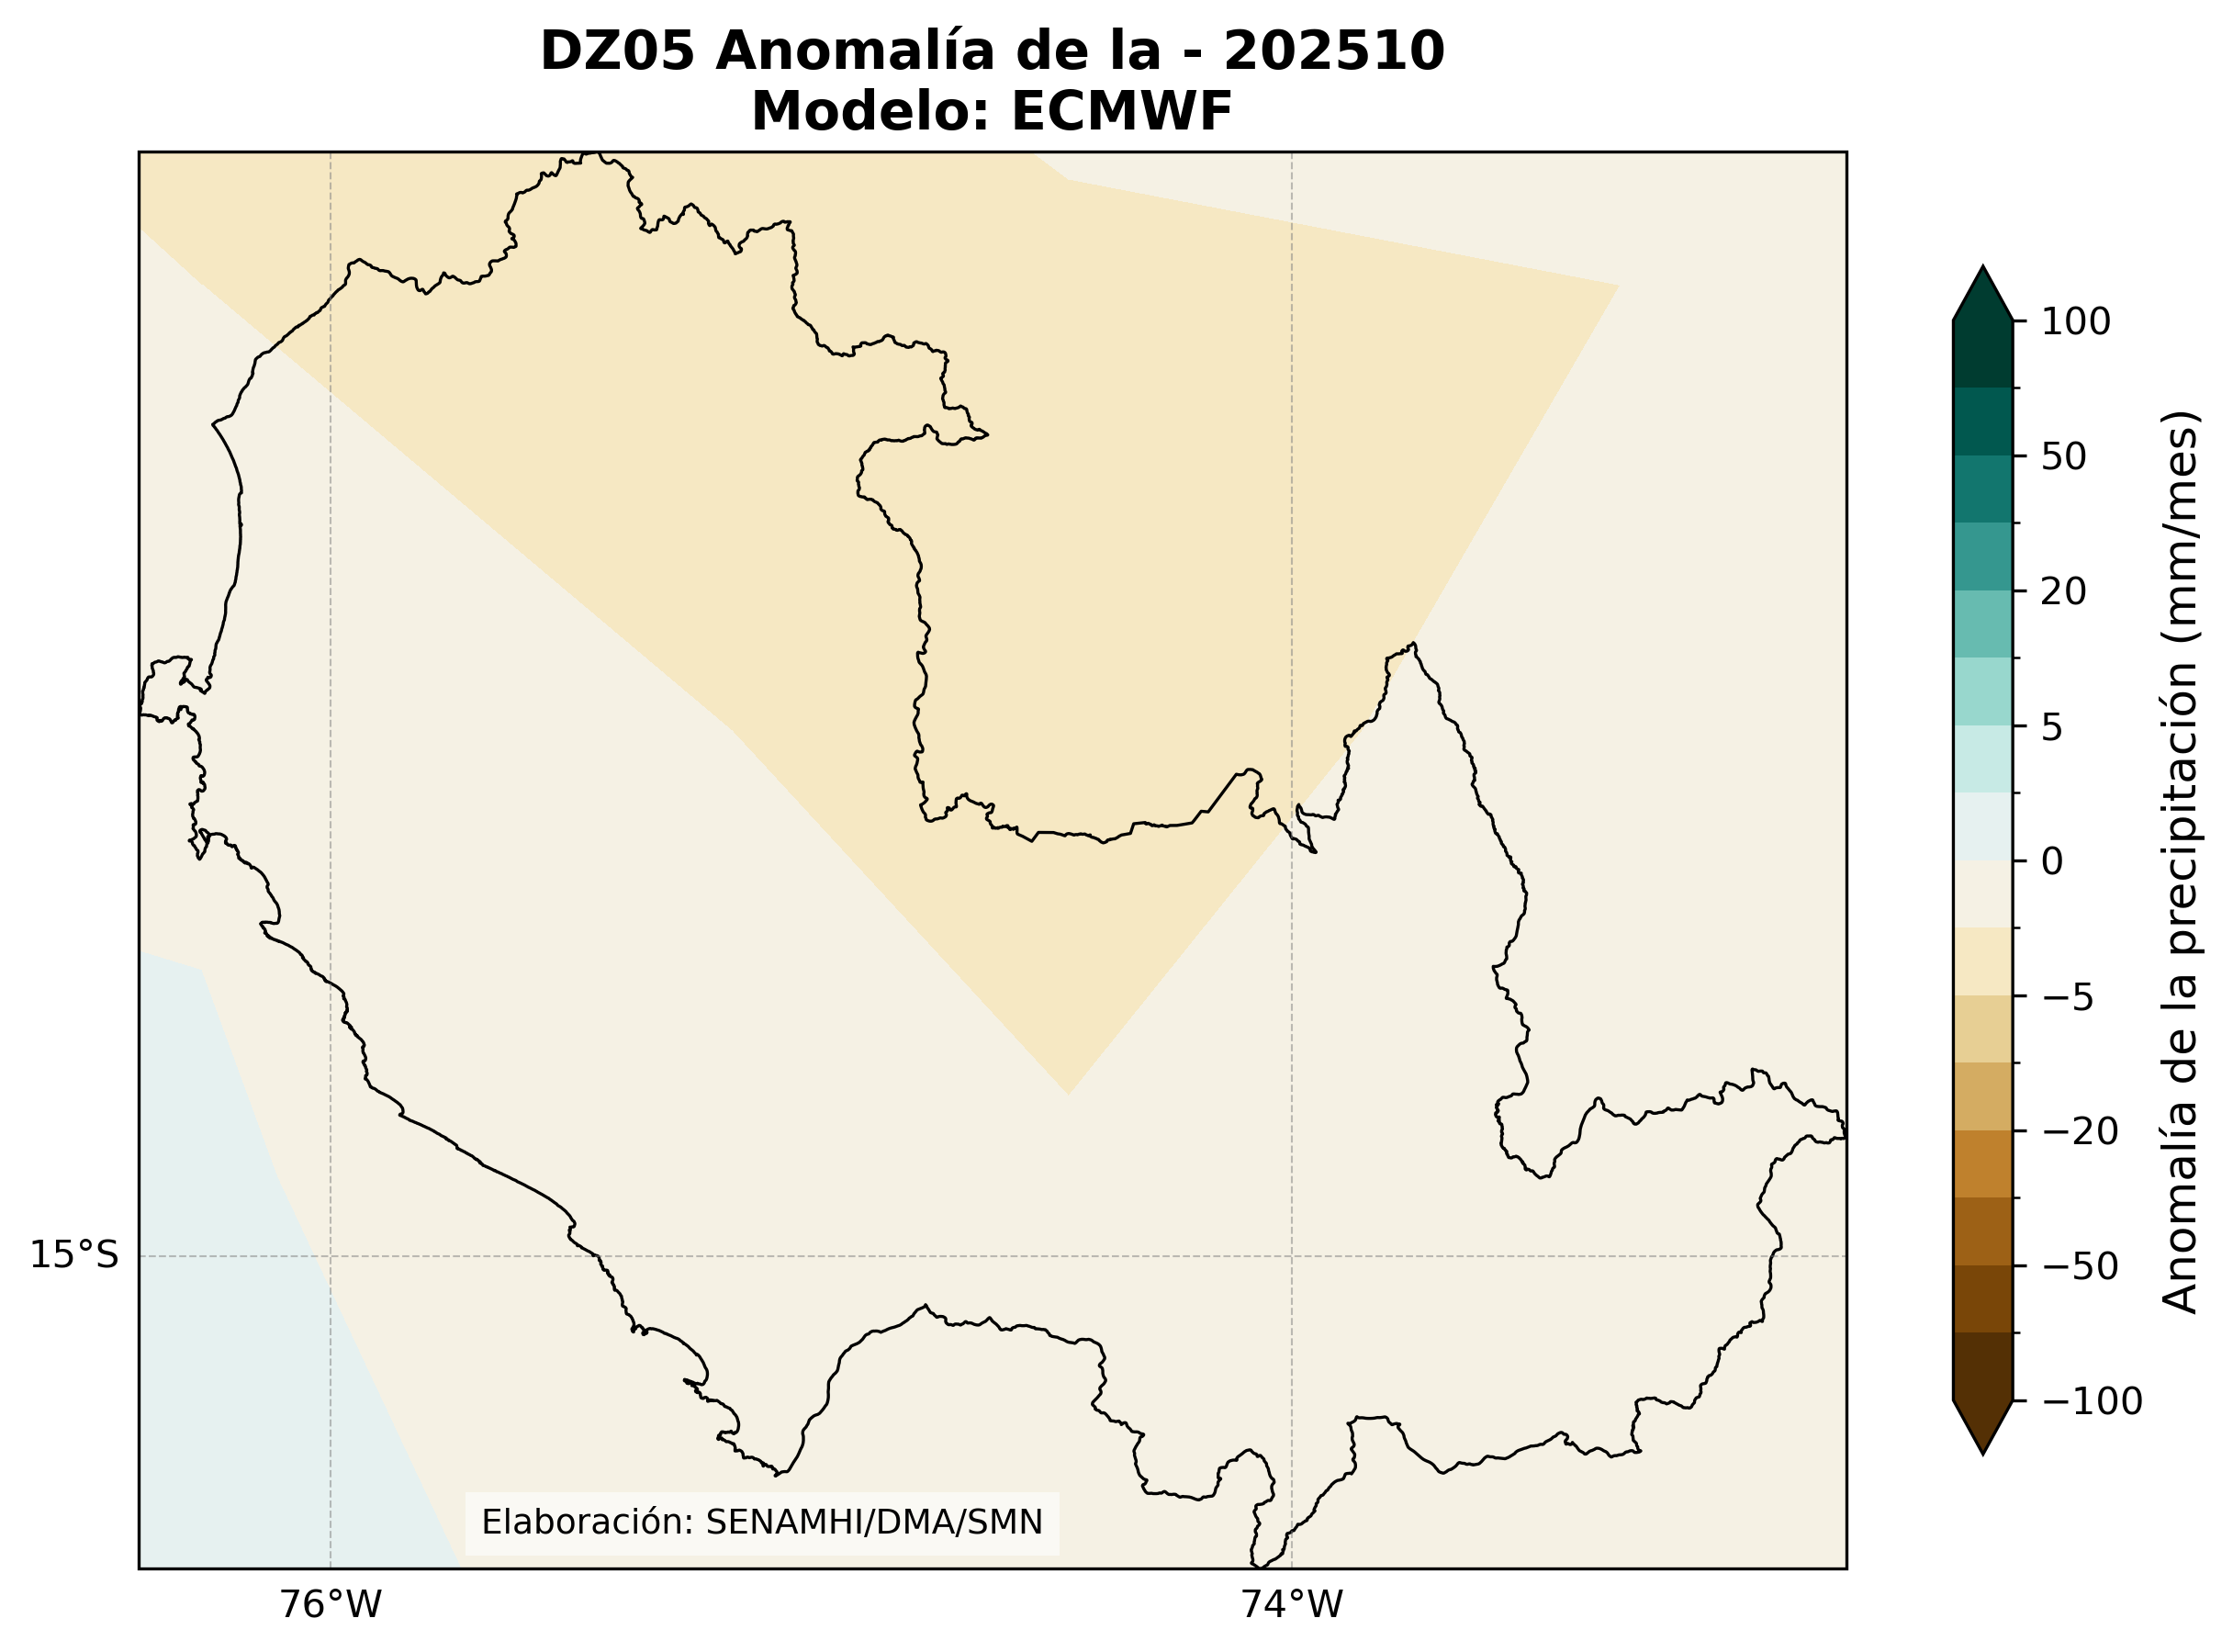 DZ05 Anomalía de la - 202510
Modelo: ECMWF
100
50
20
5
0
−5
−20
−50
−100
Anomalía de la precipitación (mm/mes)
15°S
Elaboración: SENAMHI/DMA/SMN
76°W
74°W